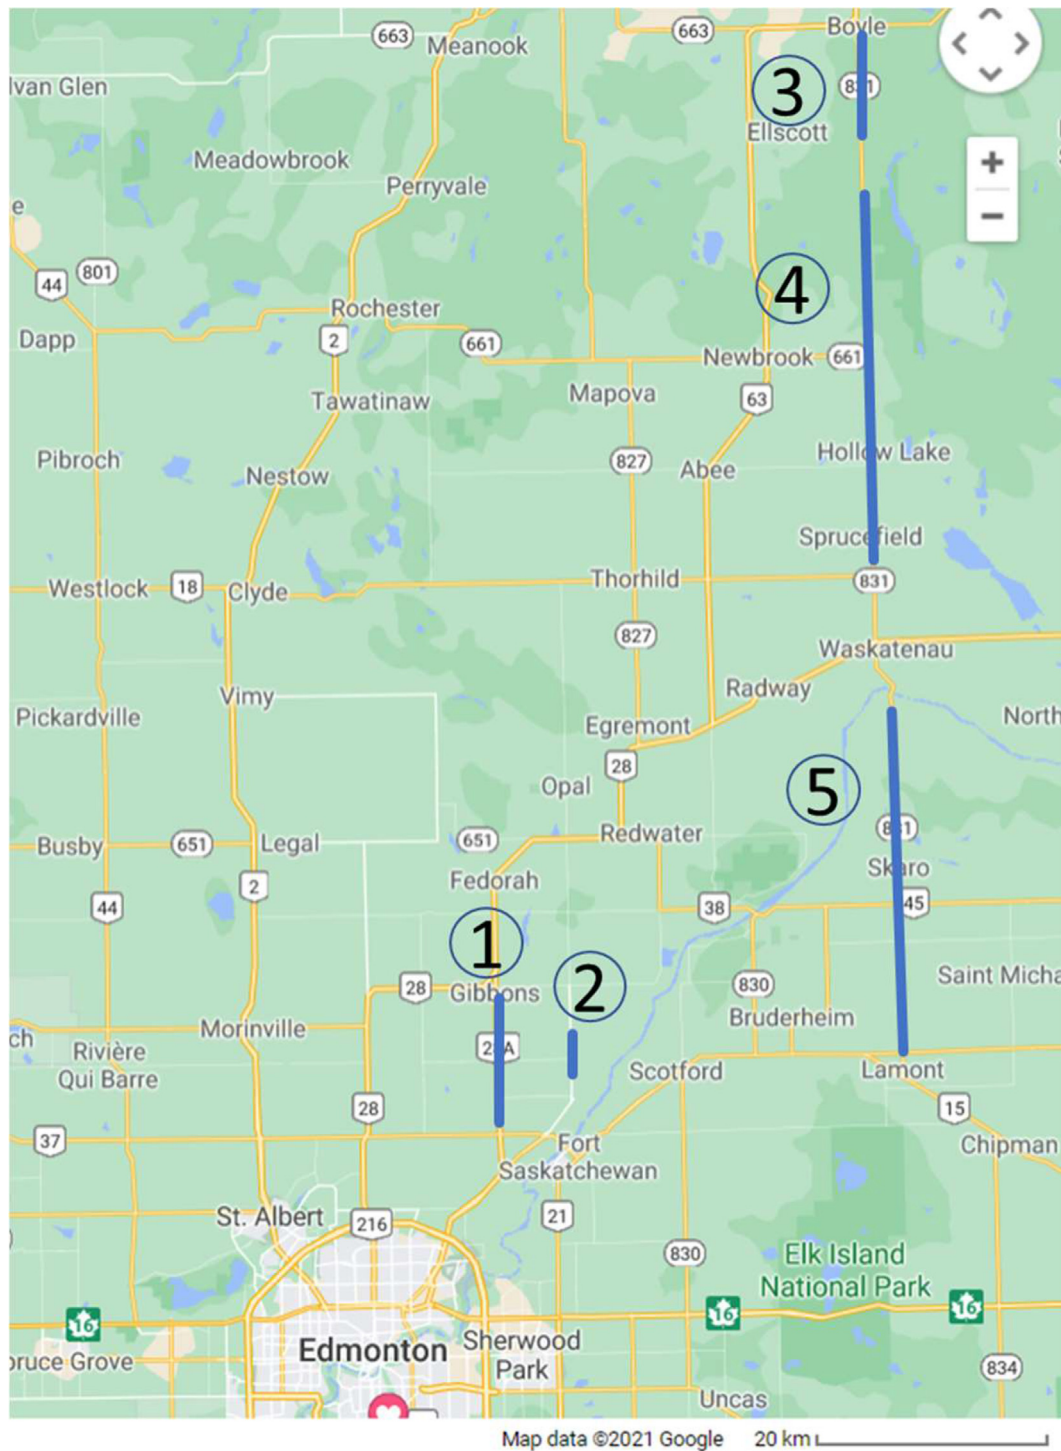 Boyle
663
663
Meanook
Ivan Glen
3
831
Ellscott
Meadowbrook
Perryvale
+
e
−
801
44
4
Rochester
Dapp
2
661
Newbrook
661
Mapova
63
Tawatinaw
Pibroch
827
Abee
Hollow Lake
Nestow
Sprucefield
Westlock
18
Clyde
Thorhild
831
827
Waskatenau
Radway
Vimy
Pickardville
Egremont
North
28
Opal
5
Busby
651
Legal
651
Redwater
831
Skaro
Fedorah
2
44
38
45
1
2
28
Gibbons
830
Saint Micha
Bruderheim
ch
Morinville
28A
Rivière
Qui Barre
Scotford
Lamont
28
15
37
Fort
Saskatchewan
Chipman
St. Albert
216
21
830
Elk Island
National Park
16
16
16
Edmonton
Sherwood
Park
pruce Grove
834
Uncas
Map data ©2021 Google
20 km